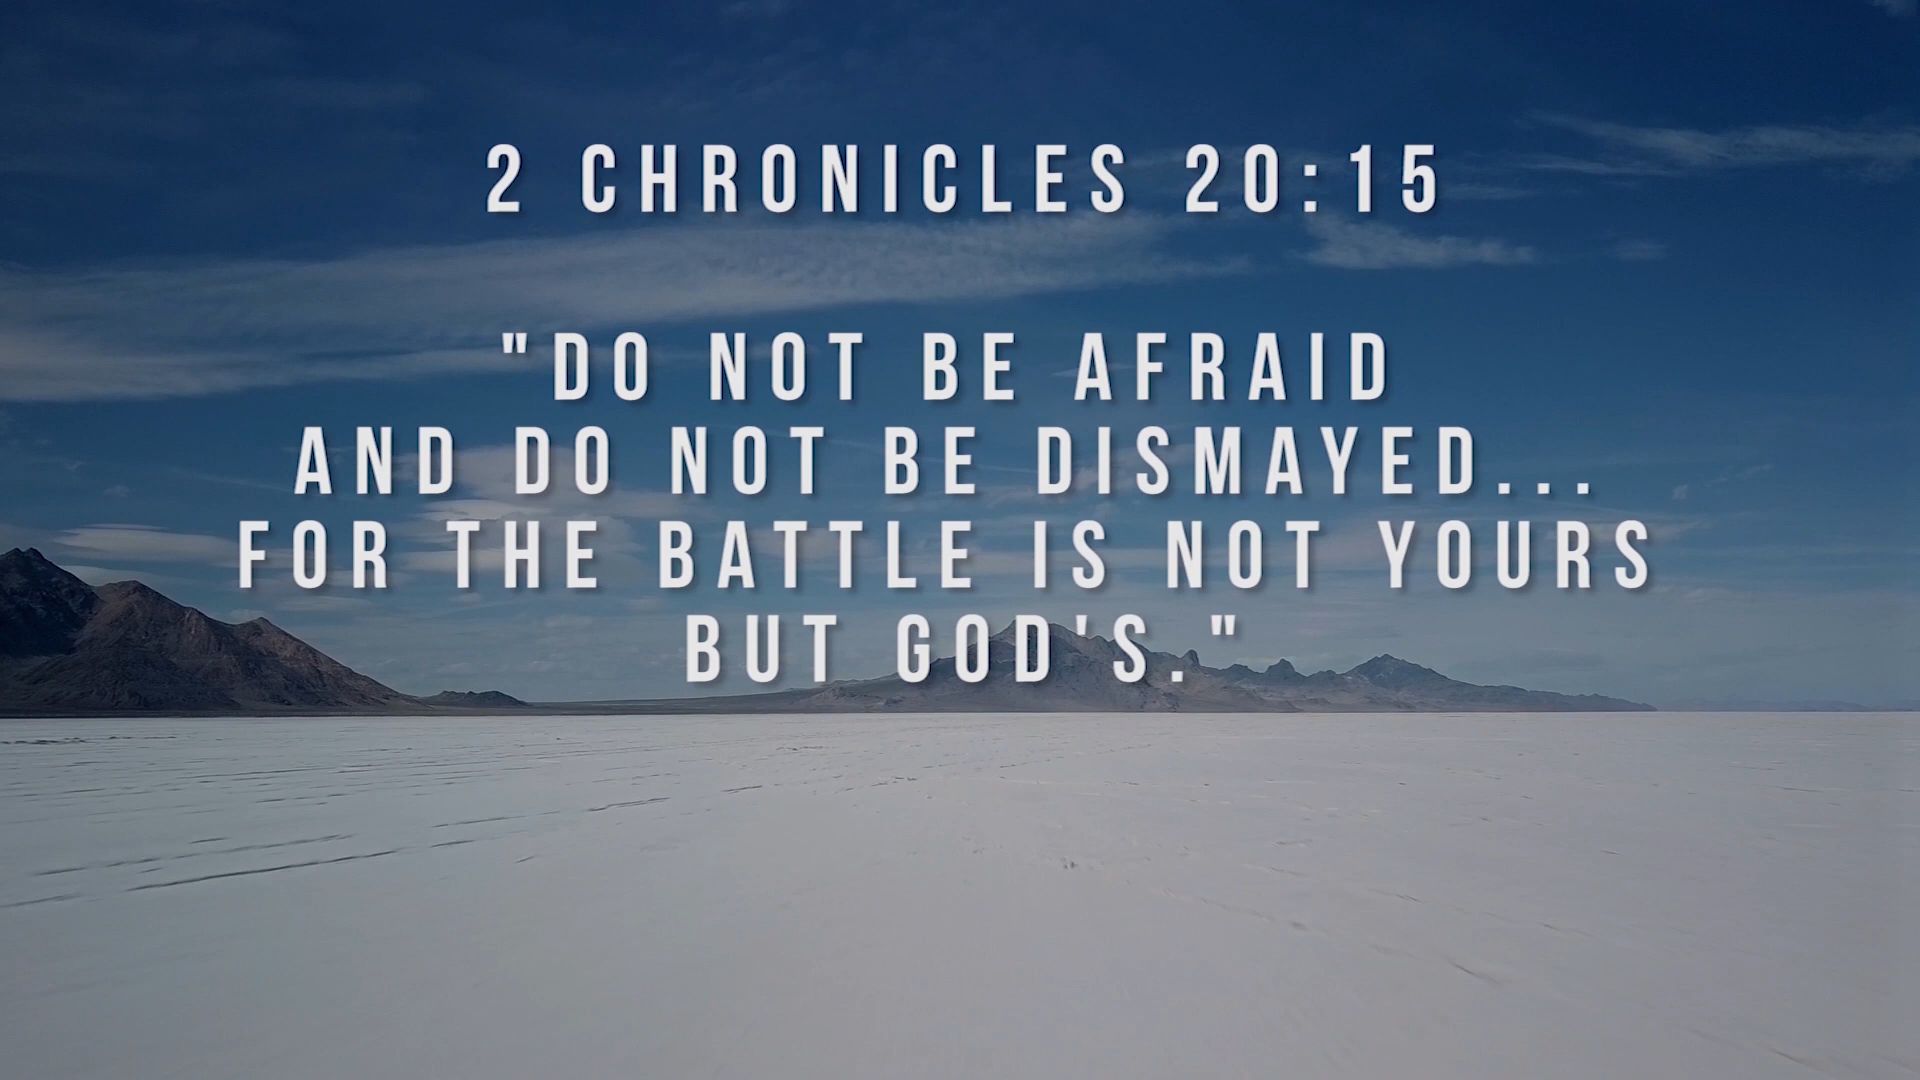 2 CHRONICLES 20:15
"DO NOT BE AFRAID
AND DO NOT BE DISMAYED...
FOR THE BATTLE IS NOT YOURS
BUT GOD'S."